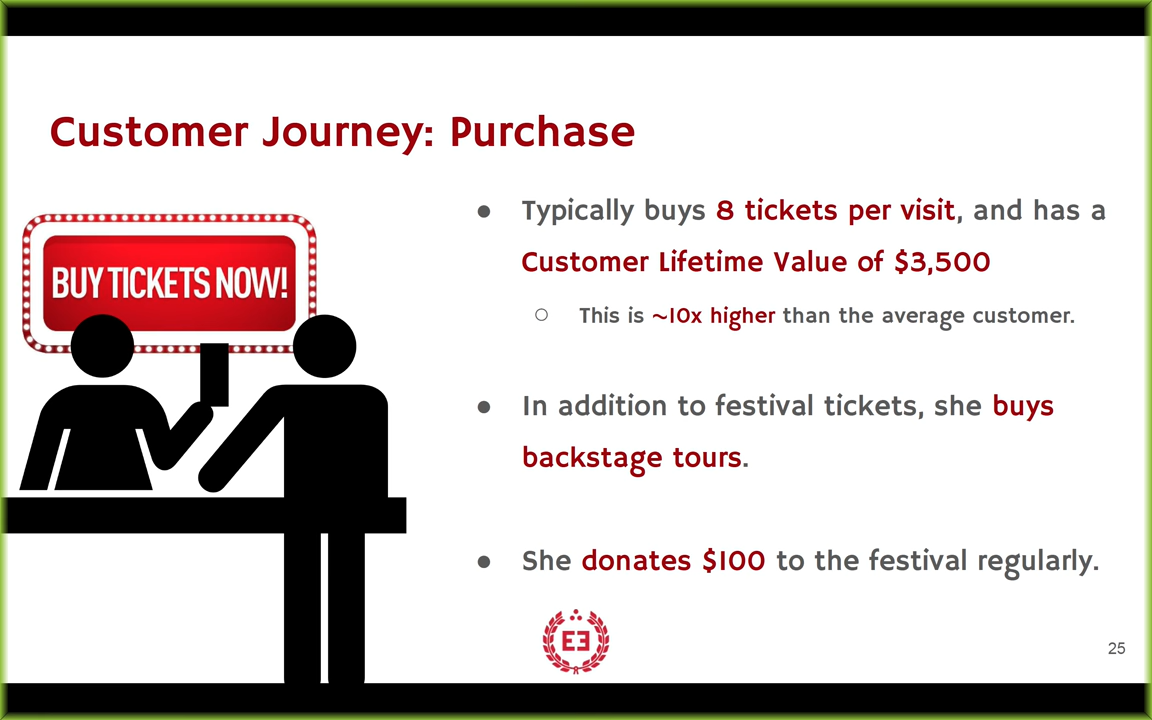 Customer Journey: Purchase
BUY TICKETS NOW!
● Typically buys 8 tickets per visit, and has a
Customer Lifetime Value of $3,500
○ This is ~10x higher than the average customer.
● In addition to festival tickets, she buys
backstage tours.
● She donates $100 to the festival regularly.
EE
25